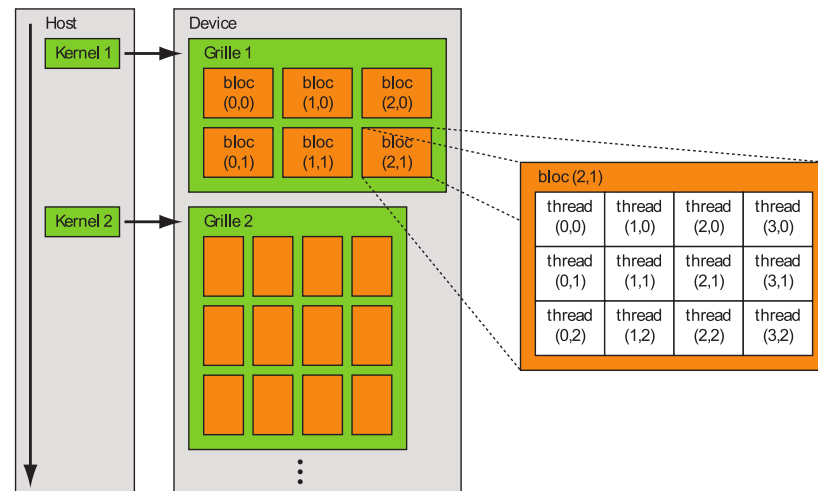 Host
Device
Kernel 1
Grille 1
bloc
(0,0)
bloc
(1,0)
bloc
(2,0)
bloc
(0,1)
bloc
(1,1)
bloc
(2,1)
Kernel 2
Grille 2
bloc (2,1)
thread
(0,0)
thread
(1,0)
thread
(2,0)
thread
(3,0)
thread
(0,1)
thread
(1,1)
thread
(2,1)
thread
(3,1)
thread
(0,2)
thread
(1,2)
thread
(2,2)
thread
(3,2)